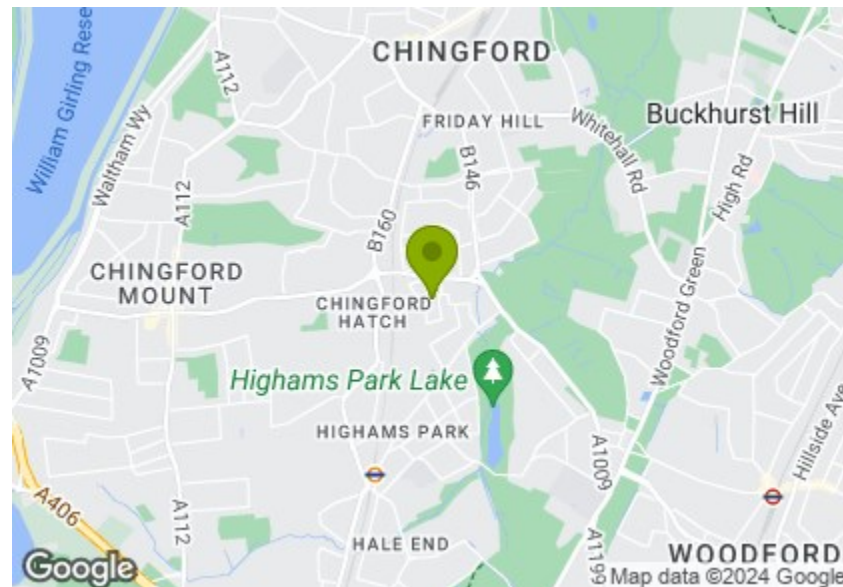 William Girling Rese
A112
CHINGFORD
Waltham Wy
FRIDAY HILL
Whitehall Rd
Buckhurst Hill
B146
High Rd
A112
B160
CHINGFORD
MOUNT
CHINGFORD
HATCH
Woodford Green
A1009
Highams Park Lake
HIGHAMS PARK
Hillside Ave
A1009
A406
A112
HALE END
A1199
WOODFORD
Google
Map data ©2024 Google